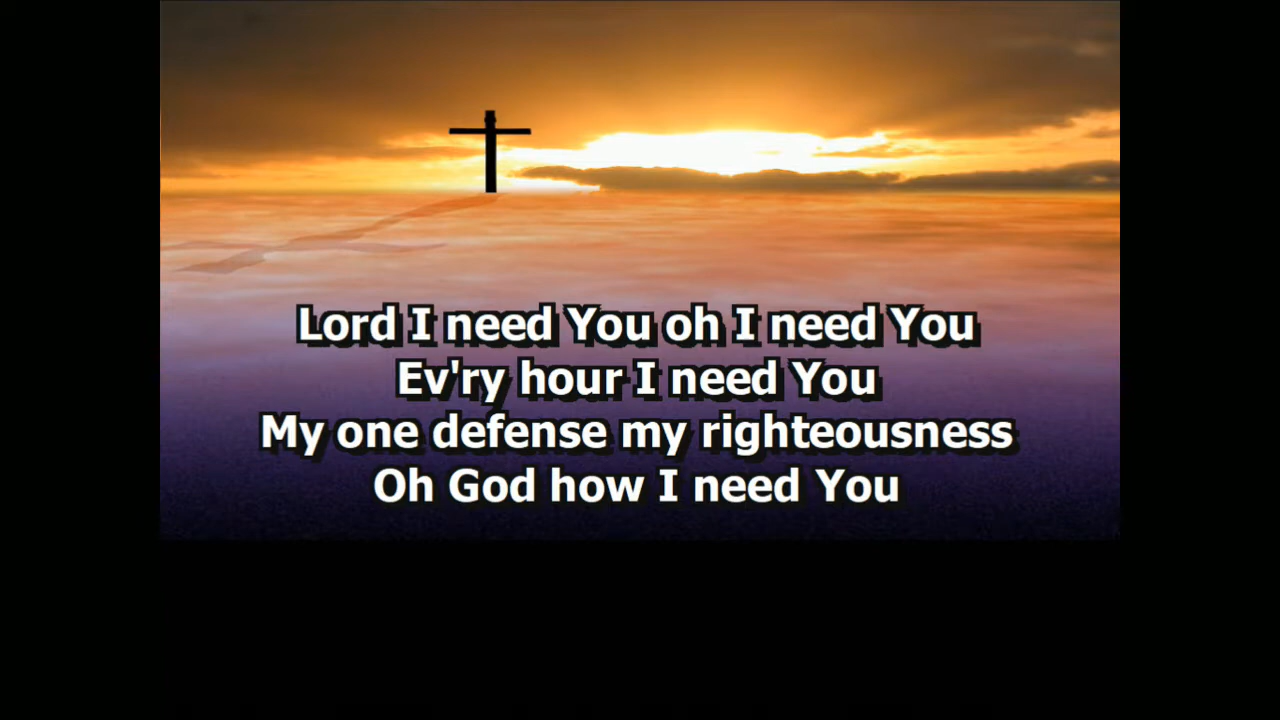 Lord I need You oh I need You
Ev'ry hour I need You
My one defense my righteousness
Oh God how I need You